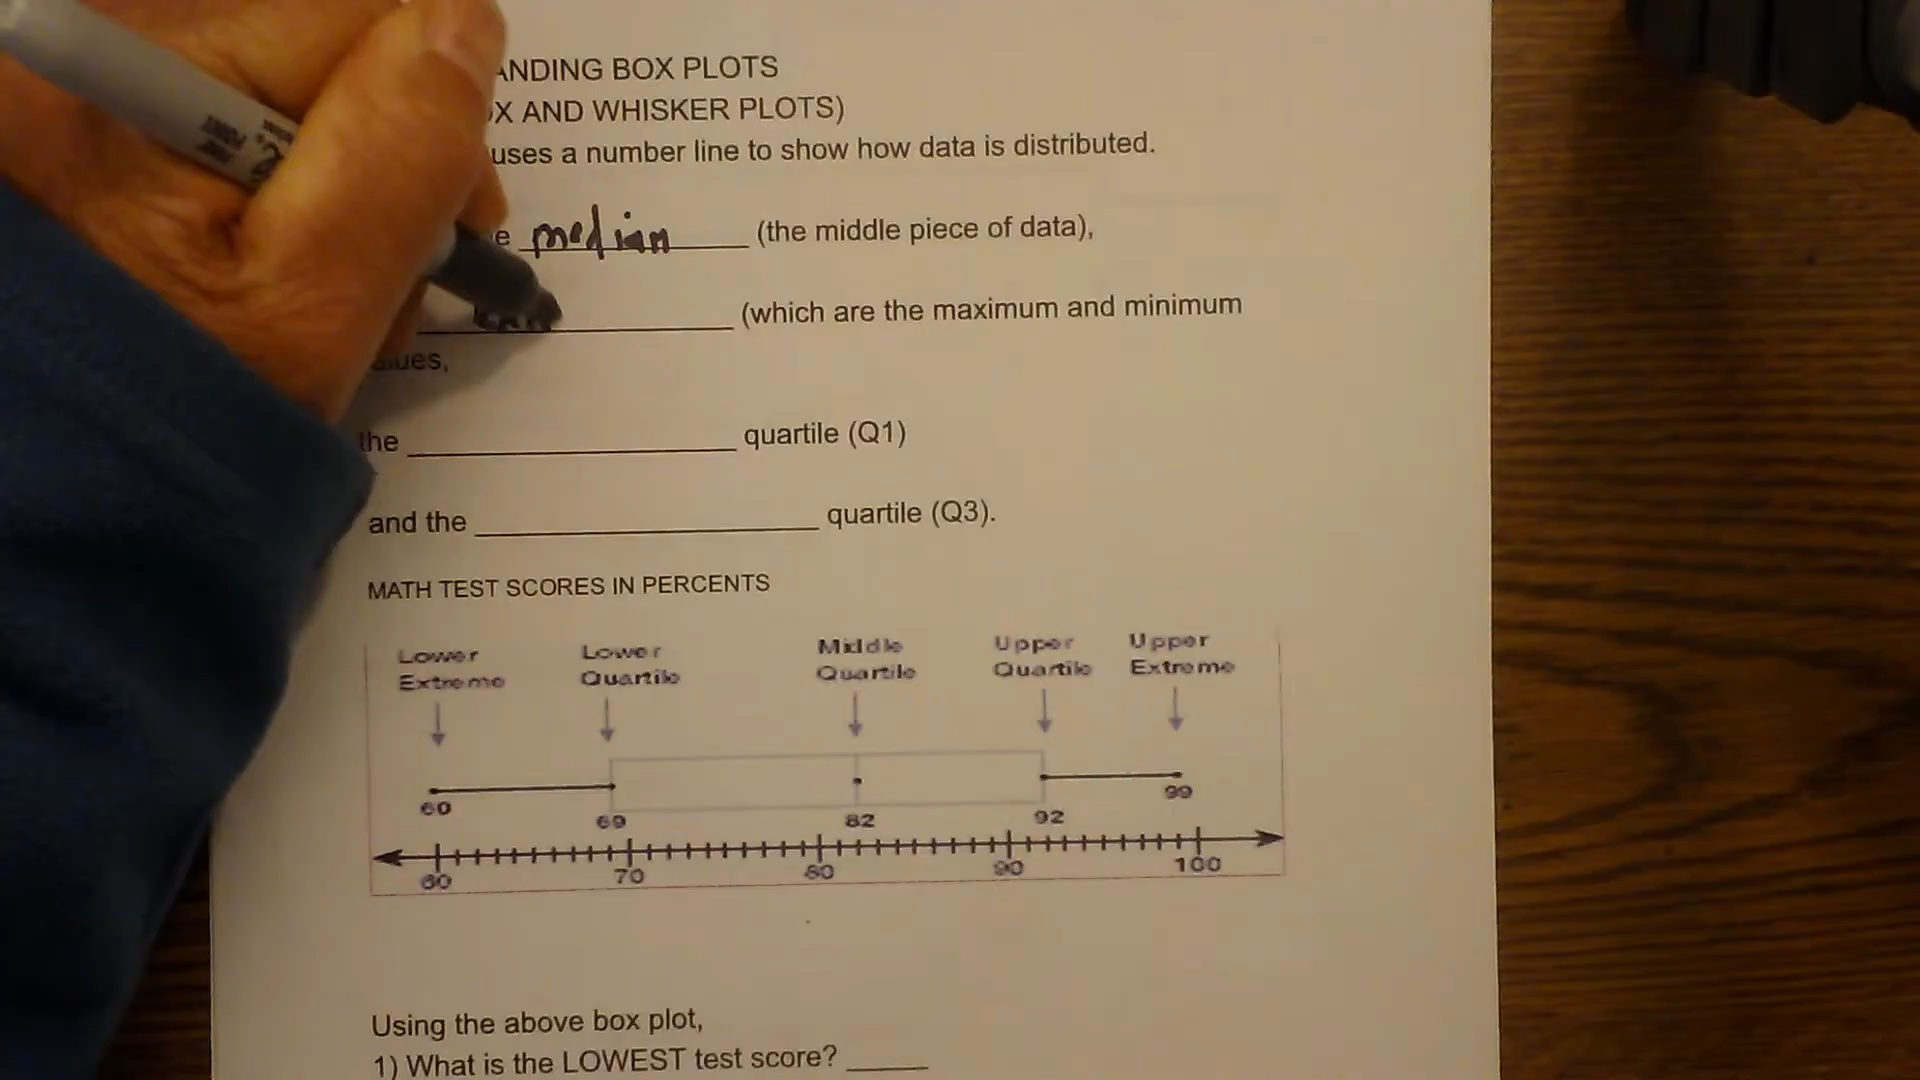 ANDING BOX PLOTS
X AND WHISKER PLOTS)
uses a number line to show how data is distributed.
median (the middle piece of data),
(which are the maximum and minimum
the quartile (Q1)
and the quartile (Q3).
MATH TEST SCORES IN PERCENTS
Lower Extreme Lower Quartile Middle Quartile Upper Quartile Upper Extreme
60 69 82 92 99
60 70 80 90 100
Using the above box plot,
1) What is the LOWEST test score?